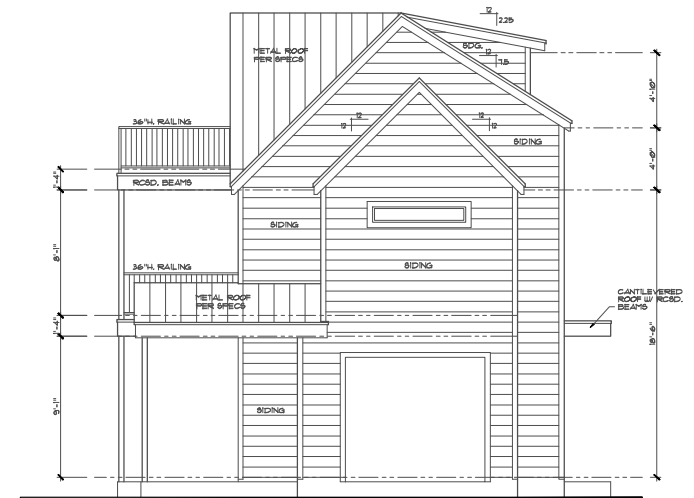 12
2.25
METAL ROOF
PER SPECS
SDG.
12
7.5
4'-10"
36"H. RAILING
12
12
12
12
SIDING
4'-0"
1'-4"
RCSD. BEAMS
SIDING
8'-1"
SIDING
36"H. RAILING
METAL ROOF
PER SPECS
CANTILEVERED
ROOF W/ RCSD.
BEAMS
1'-4"
18'-6"
9'-1"
SIDING